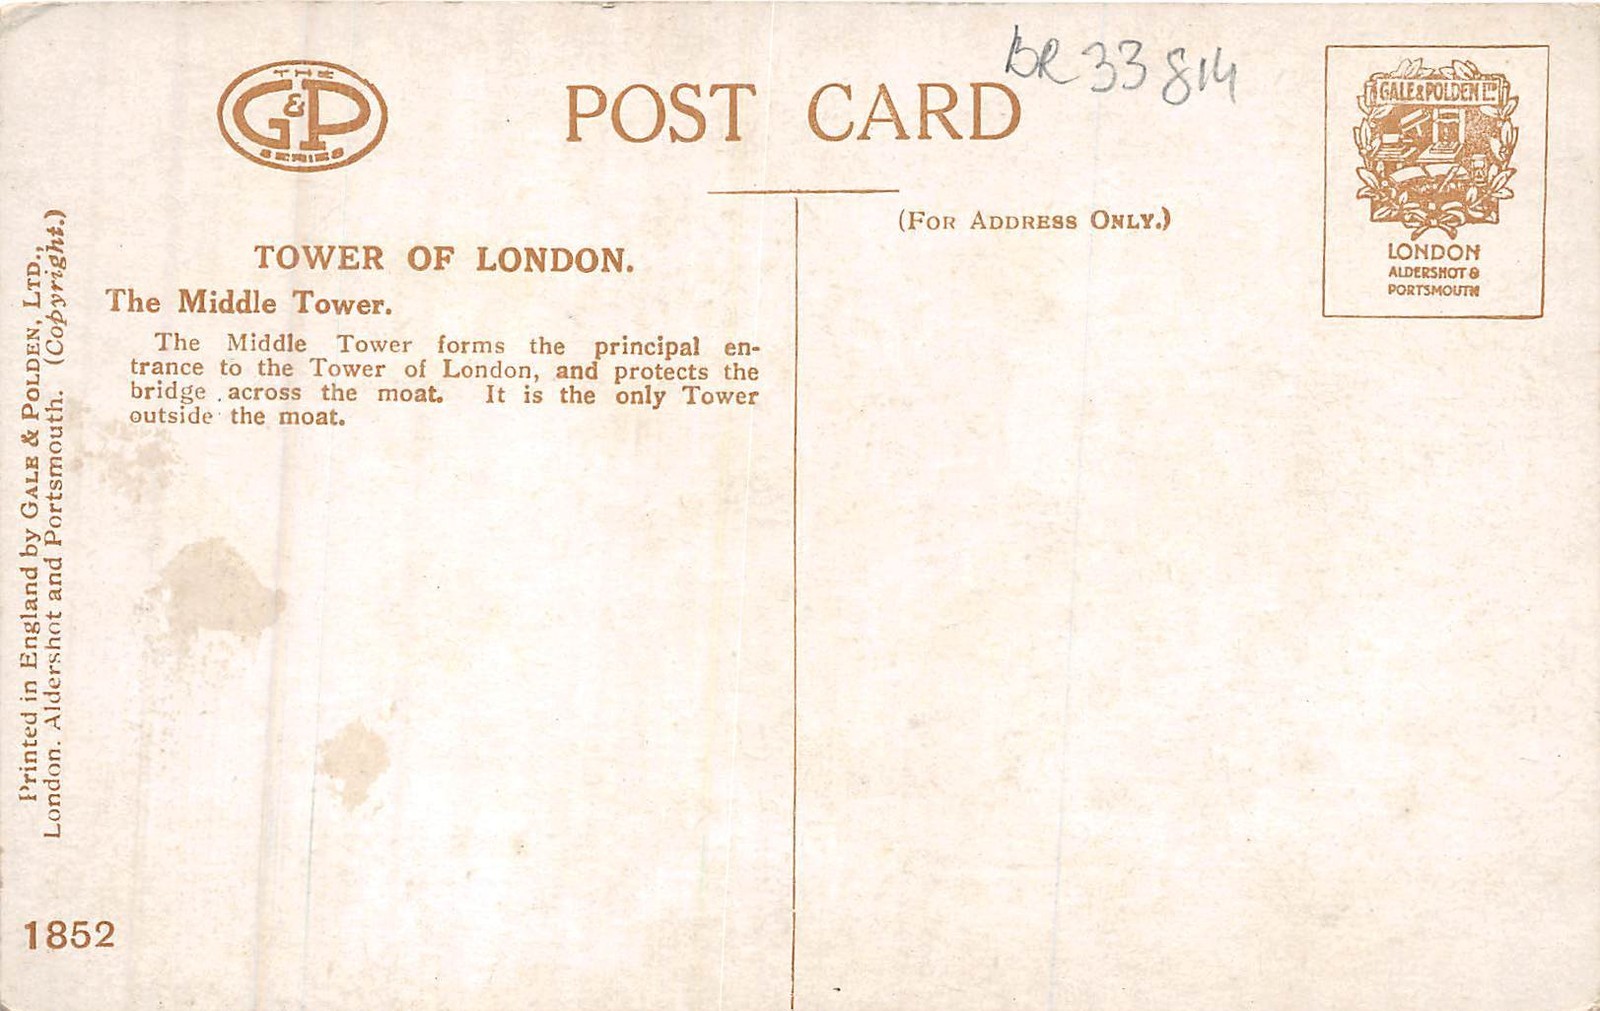 THE
G&P
SERIES
POST CARD
BR 33 814
GALE & POLDEN LTD
LONDON
ALDERSHOT &
PORTSMOUTH
(FOR ADDRESS ONLY.)
TOWER OF LONDON.
The Middle Tower.
The Middle Tower forms the principal en-
trance to the Tower of London, and protects the
bridge across the moat. It is the only Tower
outside the moat.
Printed in England by GALE & POLDEN, LTD.,
London. Aldershot and Portsmouth. (Copyright.)
1852